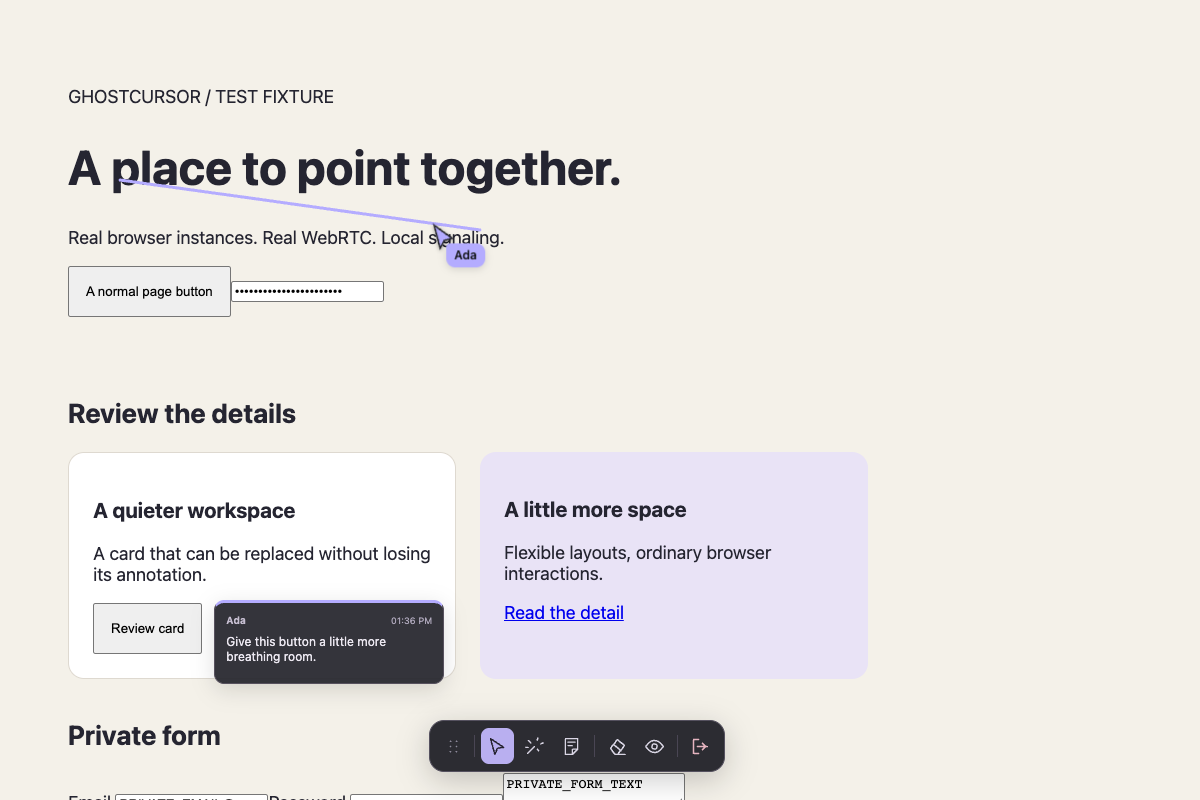 GHOSTCURSOR / TEST FIXTURE
A place to point together.
Real browser instances. Real WebRTC. Local signaling.
Ada
A normal page button
••••••••••••••••••••••
Review the details
A quieter workspace
A card that can be replaced without losing
its annotation.
Review card
Ada
01:36 PM
Give this button a little more
breathing room.
A little more space
Flexible layouts, ordinary browser
interactions.
Read the detail
Private form
PRIVATE_FORM_TEXT
Email
Password